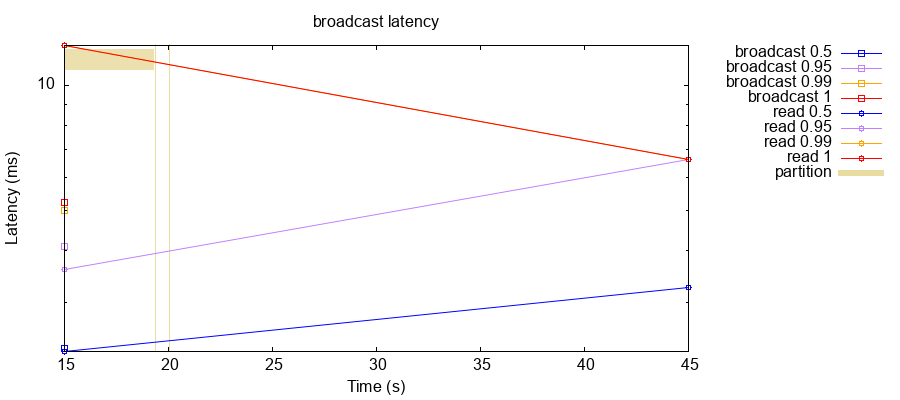 broadcast latency
10
Latency (ms)
15
20
25
30
35
40
45
Time (s)
broadcast 0.5
broadcast 0.95
broadcast 0.99
broadcast 1
read 0.5
read 0.95
read 0.99
read 1
partition